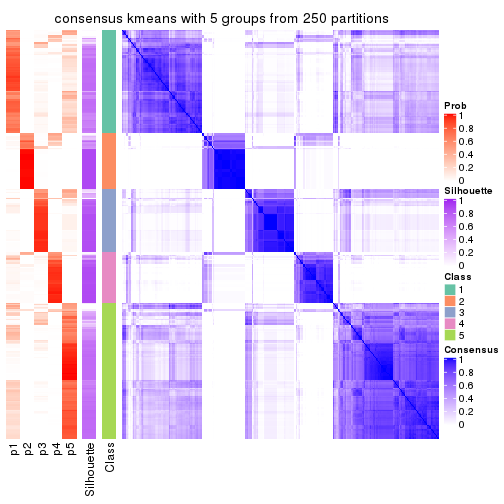 consensus kmeans with 5 groups from 250 partitions
Prob
1
0.8
0.6
0.4
0.2
0
Silhouette
1
0.8
0.6
0.4
0.2
0
Class
1
2
3
4
5
Consensus
1
0.8
0.6
0.4
0.2
0
p1
p2
p3
p4
p5
Silhouette
Class